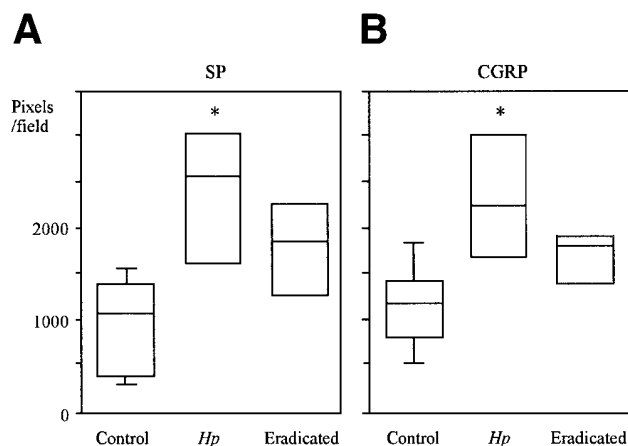 A B
SP CGRP
Pixels
/field
* *
2000
1000
0
Control Hp Eradicated Control Hp Eradicated